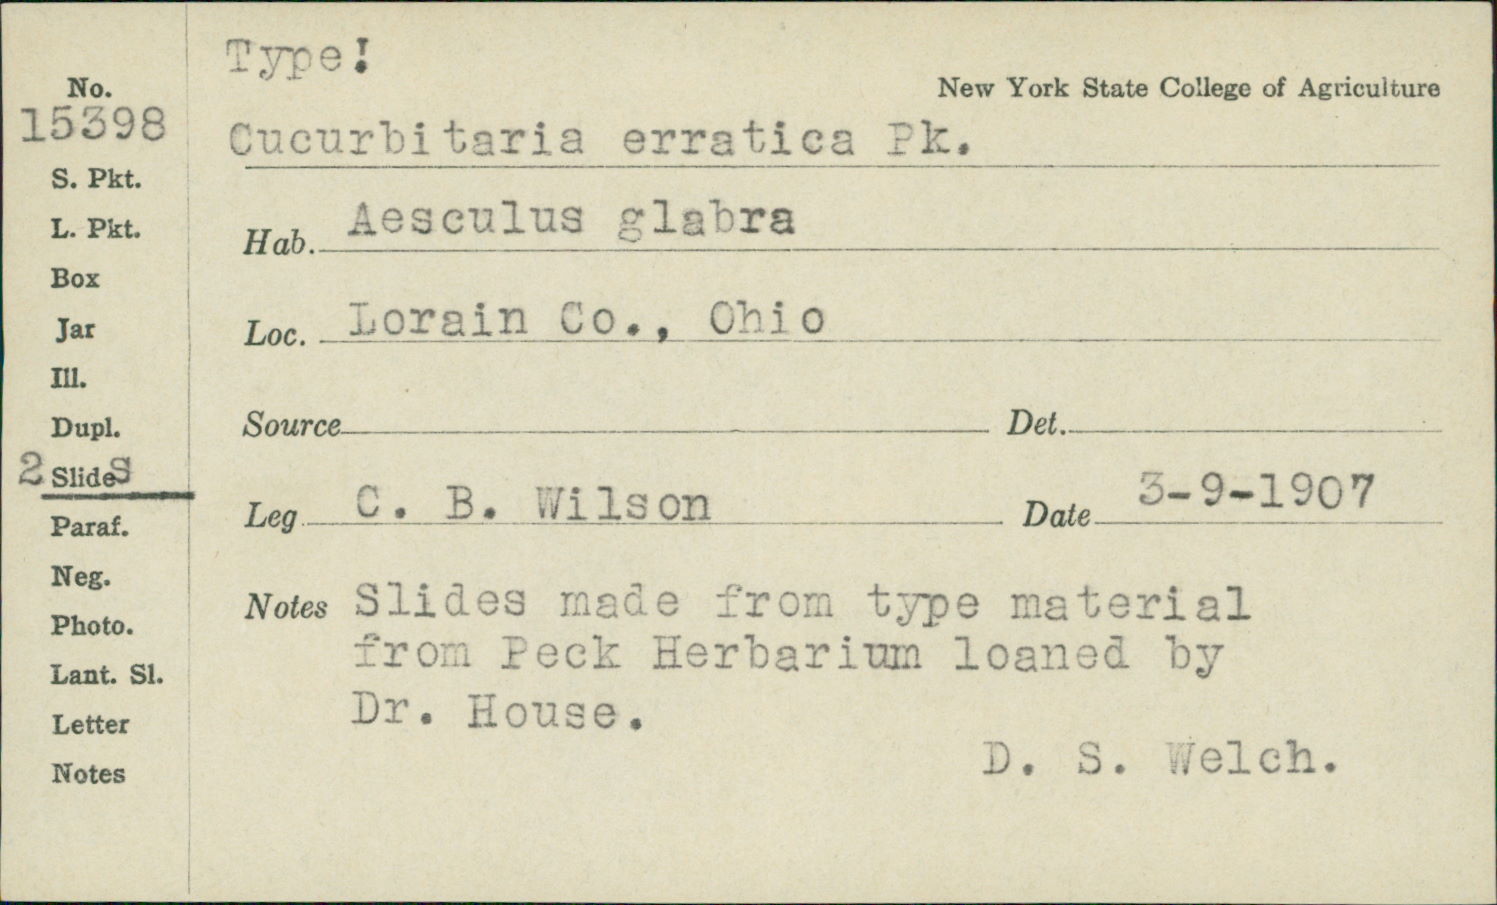 Type!
No.
New York State College of Agriculture
15398
Cucurbitaria erratica Pk.
S. Pkt.
L. Pkt.
Hab. Aesculus glabra
Box
Jar
Loc. Lorain Co., Ohio
Ill.
Dupl.
Source Det.
2 Slides
Leg C. B. Wilson Date 3-9-1907
Paraf.
Neg.
Notes Slides made from type material
Photo.
from Peck Herbarium loaned by
Lant. Sl.
Dr. House.
Letter
D. S. Welch.
Notes